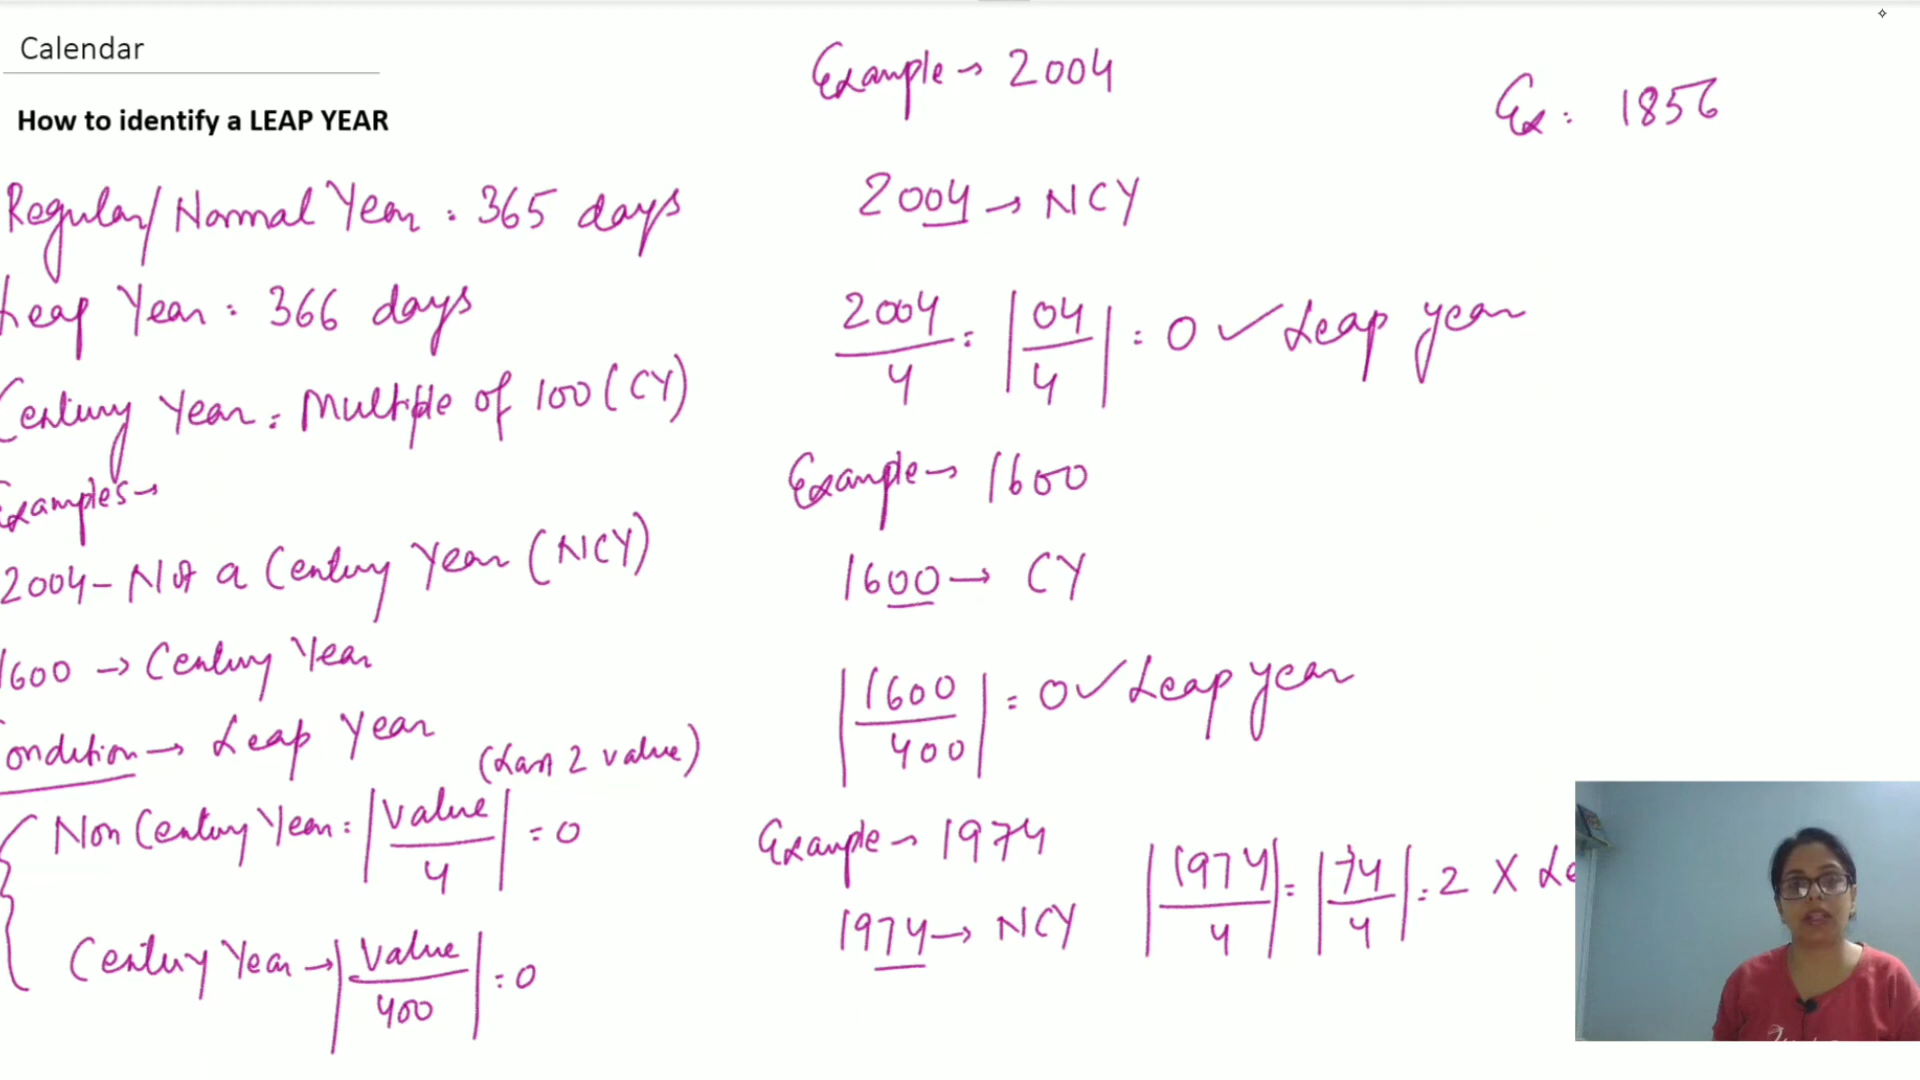 Calendar
How to identify a LEAP YEAR
Regular/Normal Year : 365 days
Leap Year : 366 days
Century Year : Multiple of 100 (CY)
Examples →
2004 - Not a Century Year (NCY)
1600 → Century Year
Condition → Leap Year
(Last 2 value)
Non Century Year : |value/4| = 0
Century Year → |value/400| = 0
Example → 2004
2004 → NCY
2004/4 = |04/4| = 0 ✓ Leap year
Example → 1600
1600 → CY
|1600/400| = 0 ✓ Leap year
Example → 1974
1974 → NCY
|1974/4| = |74/4| = 2 X Le
Ex : 1856